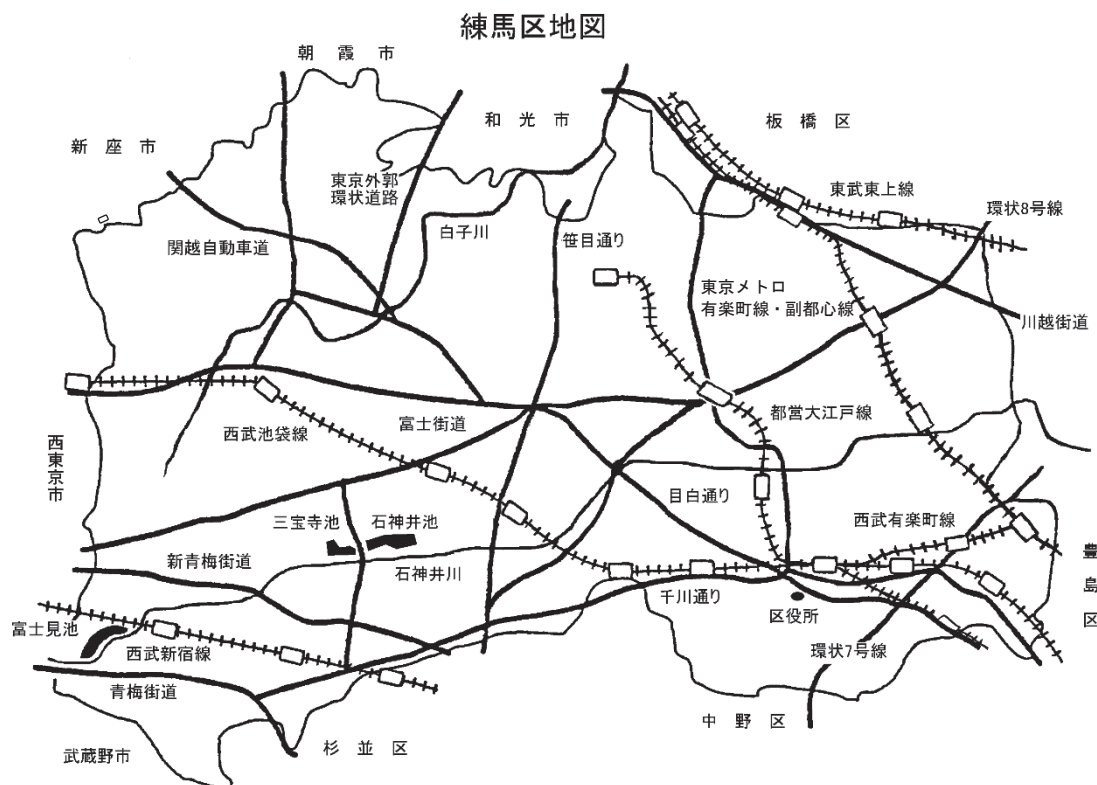 練馬区地図
朝霞市
和光市
板橋区
新座市
東京外郭
環状道路
東武東上線
環状8号線
白子川
笹目通り
関越自動車道
東京メトロ
有楽町線・副都心線
川越街道
西武池袋線
富士街道
都営大江戸線
西東京市
目白通り
三宝寺池
石神井池
西武有楽町線
新青梅街道
石神井川
豊島区
千川通り
区役所
富士見池
西武新宿線
環状7号線
青梅街道
中野区
武蔵野市
杉並区